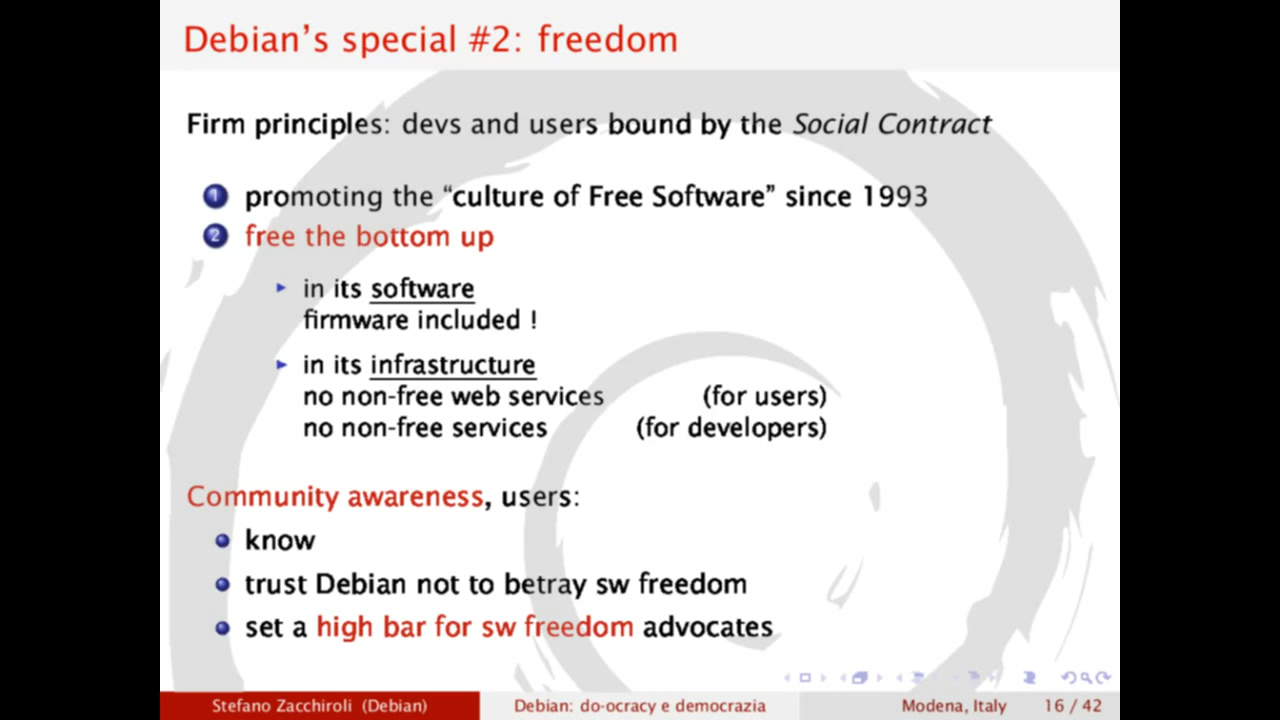 Debian's special #2: freedom
Firm principles: devs and users bound by the Social Contract
1 promoting the “culture of Free Software” since 1993
2 free the bottom up
in its software
firmware included !
in its infrastructure
no non-free web services (for users)
no non-free services (for developers)
Community awareness, users:
know
trust Debian not to betray sw freedom
set a high bar for sw freedom advocates
Stefano Zacchiroli (Debian) Debian: do-ocracy e democrazia Modena, Italy 16 / 42